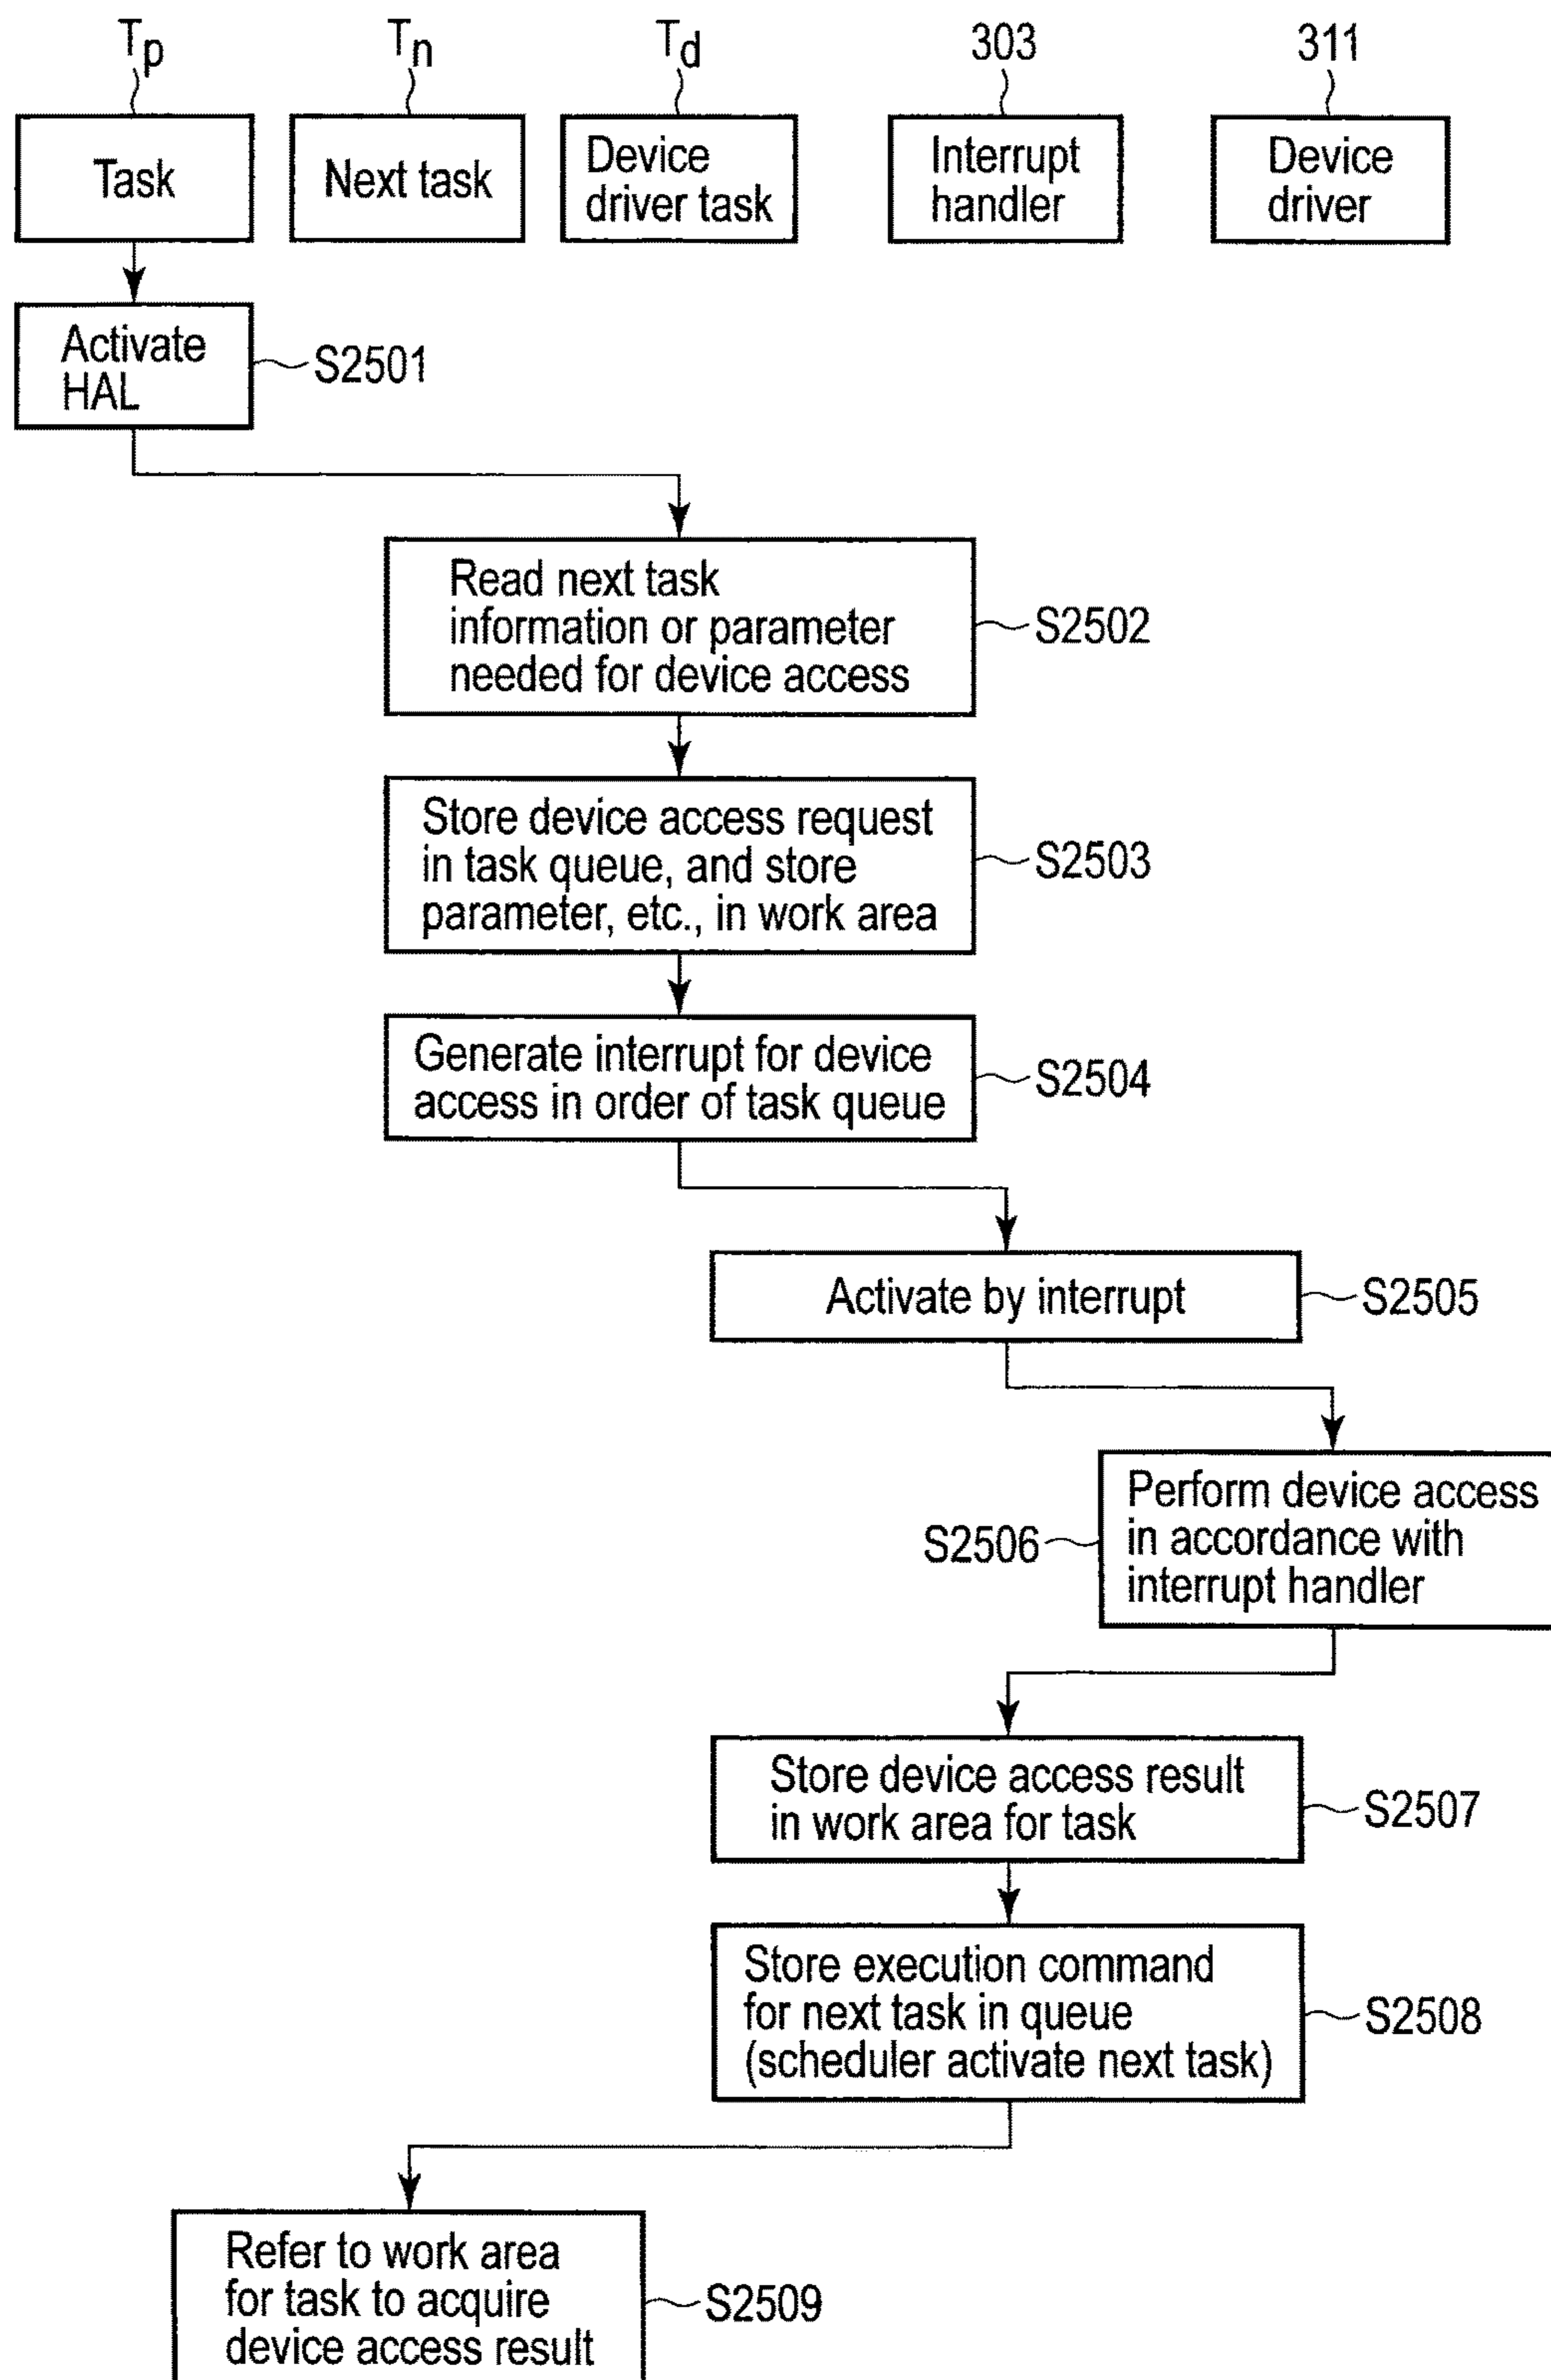 Tp
Tn
Td
303
311
Task
Next task
Device
driver task
Interrupt
handler
Device
driver
Activate
HAL
S2501
Read next task
information or parameter
needed for device access
S2502
Store device access request
in task queue, and store
parameter, etc., in work area
S2503
Generate interrupt for device
access in order of task queue
S2504
Activate by interrupt
S2505
Perform device access
in accordance with
interrupt handler
S2506
Store device access result
in work area for task
S2507
Store execution command
for next task in queue
(scheduler activate next task)
S2508
Refer to work area
for task to acquire
device access result
S2509